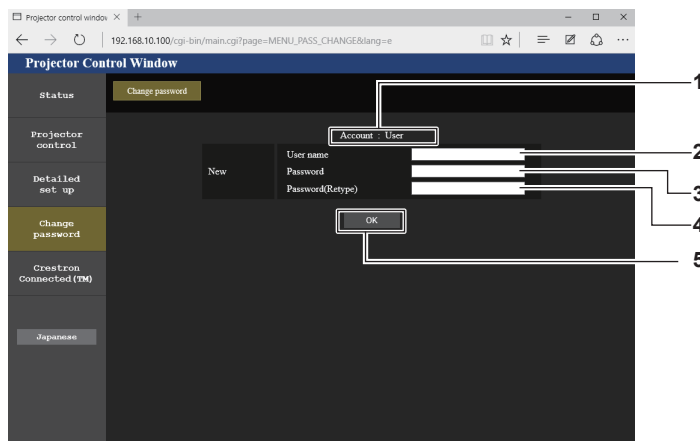 Projector control windov
192.168.10.100/cgi-bin/main.cgi?page=MENU_PASS_CHANGE&lang=e
Projector Control Window
Status
Change password
1
Projector
control
Account : User
User name
2
New
Password
3
Password(Retype)
4
Detailed
set up
Change
password
OK
5
Crestron
Connected(TM)
Japanese